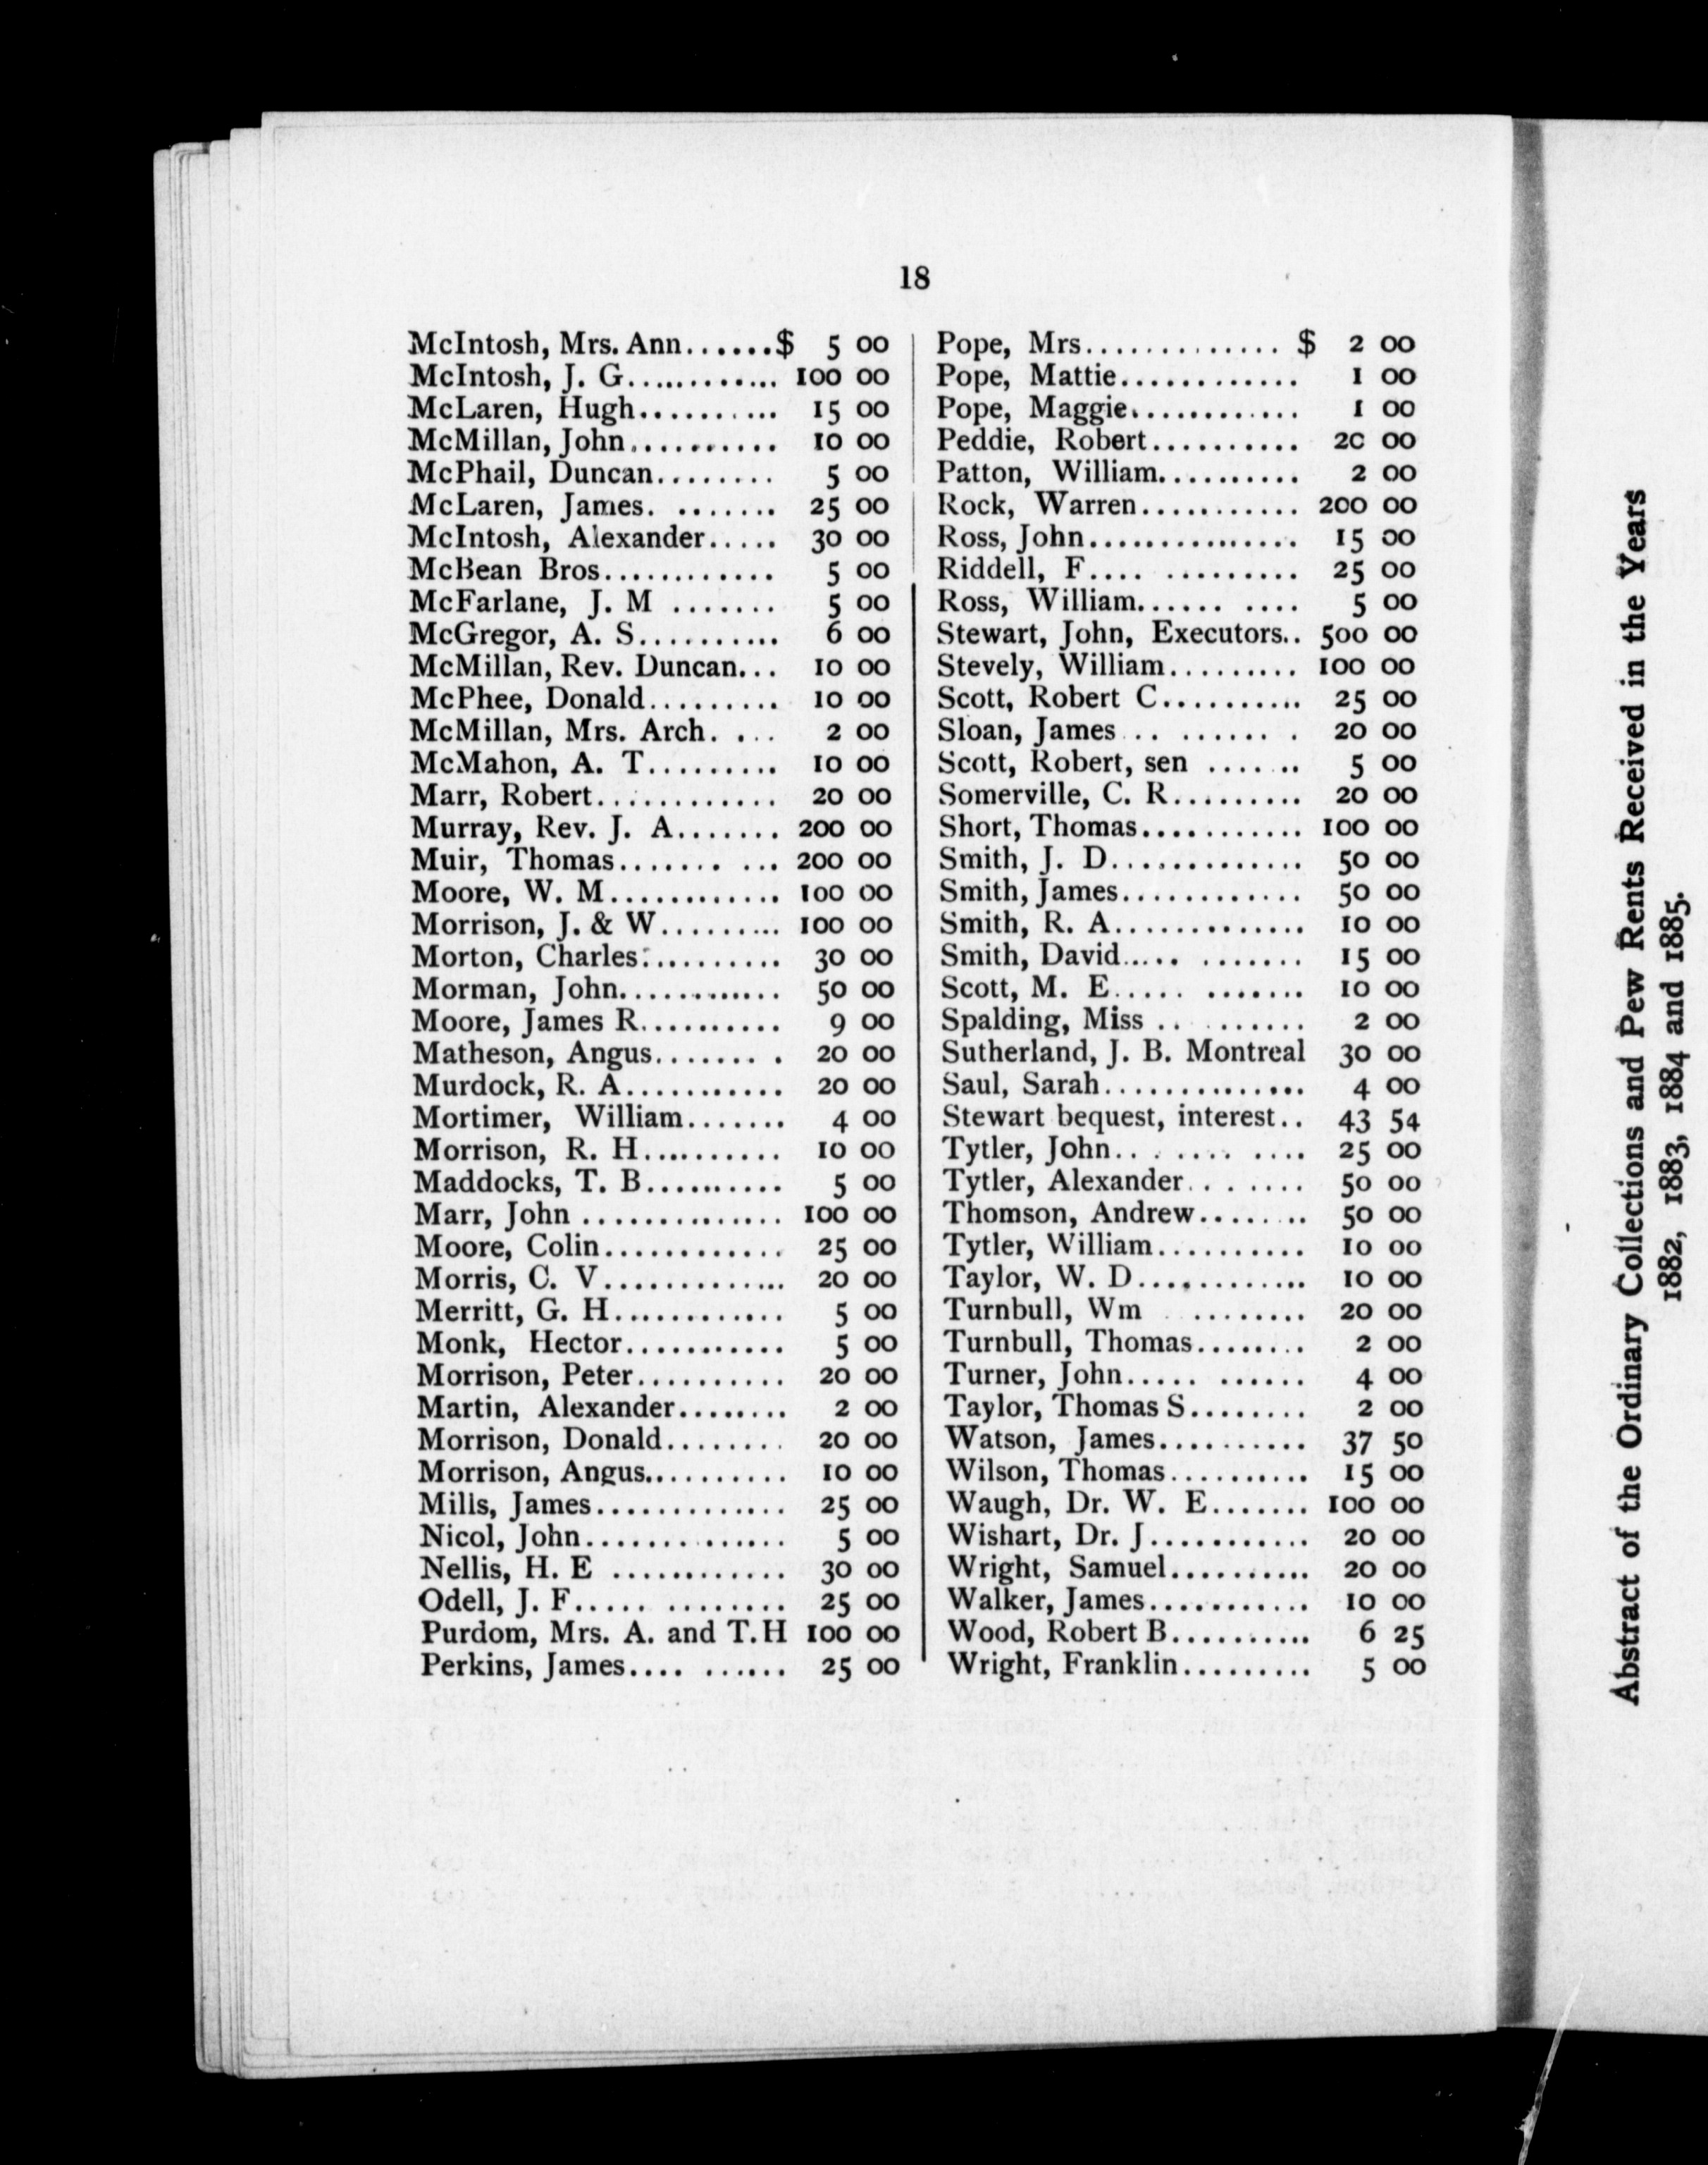 18
McIntosh, Mrs. Ann......$ 5 00
McIntosh, J. G............ 100 00
McLaren, Hugh.......... 15 00
McMillan, John.......... 10 00
McPhail, Duncan........ 5 00
McLaren, James. ....... 25 00
McIntosh, Alexander..... 30 00
McBean Bros............ 5 00
McFarlane, J. M ....... 5 00
McGregor, A. S.......... 6 00
McMillan, Rev. Duncan... 10 00
McPhee, Donald......... 10 00
McMillan, Mrs. Arch. ... 2 00
McMahon, A. T......... 10 00
Marr, Robert............ 20 00
Murray, Rev. J. A....... 200 00
Muir, Thomas....... ... 200 00
Moore, W. M............ 100 00
Morrison, J. & W......... 100 00
Morton, Charles.......... 30 00
Morman, John............ 50 00
Moore, James R.......... 9 00
Matheson, Angus....... . 20 00
Murdock, R. A........... 20 00
Mortimer, William....... 4 00
Morrison, R. H.......... 10 00
Maddocks, T. B.......... 5 00
Marr, John .............. 100 00
Moore, Colin............ 25 00
Morris, C. V............. 20 00
Merritt, G. H............ 5 00
Monk, Hector........... 5 00
Morrison, Peter.......... 20 00
Martin, Alexander........ 2 00
Morrison, Donald........ 20 00
Morrison, Angus.......... 10 00
Mills, James............. 25 00
Nicol, John.............. 5 00
Nellis, H. E ............ 30 00
Odell, J. F..... ........ 25 00
Purdom, Mrs. A. and T.H 100 00
Perkins, James.... ...... 25 00
Pope, Mrs.............. $ 2 00
Pope, Mattie............ 1 00
Pope, Maggie............ 1 00
Peddie, Robert.......... 20 00
Patton, William.......... 2 00
Rock, Warren........... 200 00
Ross, John............... 15 00
Riddell, F.... ......... 25 00
Ross, William...... .... 5 00
Stewart, John, Executors.. 500 00
Stevely, William......... 100 00
Scott, Robert C.......... 25 00
Sloan, James .. ....... . 20 00
Scott, Robert, sen ....... 5 00
Somerville, C. R......... 20 00
Short, Thomas........... 100 00
Smith, J. D............. 50 00
Smith, James............ 50 00
Smith, R. A............. 10 00
Smith, David..... ....... 15 00
Scott, M. E..... ....... 10 00
Spalding, Miss .. ........ 2 00
Sutherland, J. B. Montreal 30 00
Saul, Sarah.............. 4 00
Stewart bequest, interest.. 43 54
Tytler, John.. . .... .... 25 00
Tytler, Alexander. . ..... 50 00
Thomson, Andrew........ 50 00
Tytler, William.......... 10 00
Taylor, W. D............ 10 00
Turnbull, Wm ........ 20 00
Turnbull, Thomas........ 2 00
Turner, John..... ...... 4 00
Taylor, Thomas S........ 2 00
Watson, James.......... 37 50
Wilson, Thomas.......... 15 00
Waugh, Dr. W. E....... 100 00
Wishart, Dr. J........... 20 00
Wright, Samuel.......... 20 00
Walker, James........... 10 00
Wood, Robert B.......... 6 25
Wright, Franklin......... 5 00
Abstract of the Ordinary Collections and Pew Rents Received in the Years
1882, 1883, 1884 and 1885.